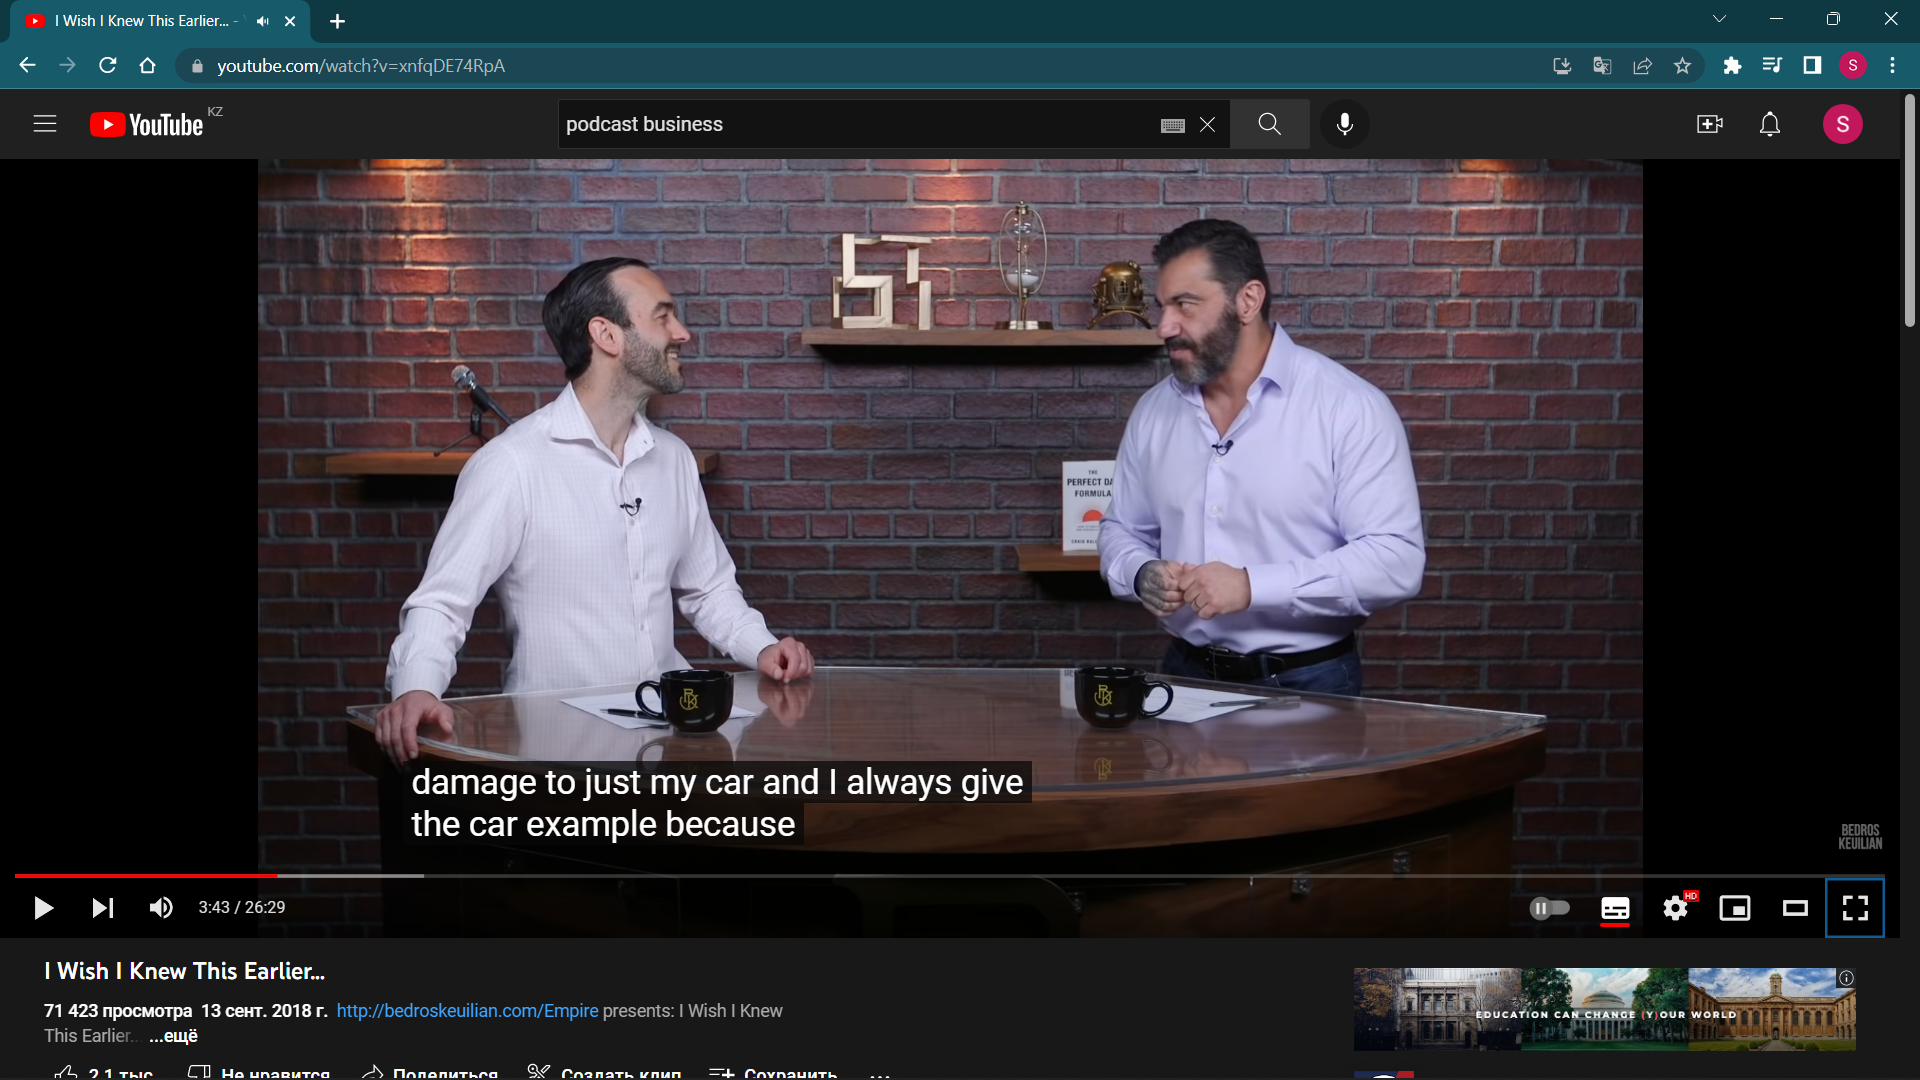 I Wish I Knew This Earlier...
youtube.com/watch?v=xnfqDE74RpA
S
YouTube KZ
podcast business
S
THE
PERFECT DA
FORMULA
damage to just my car and I always give
the car example because
BEDROS
KEUILIAN
3:43 / 26:29
HD
I Wish I Knew This Earlier...
71 423 просмотра 13 сент. 2018 г. http://bedroskeuilian.com/Empire presents: I Wish I Knew
This Earlier... ...ещё
EDUCATION CAN CHANGE (Y)OUR WORLD
2,1 тыс. Не нравится Поделиться Создать клип Сохранить